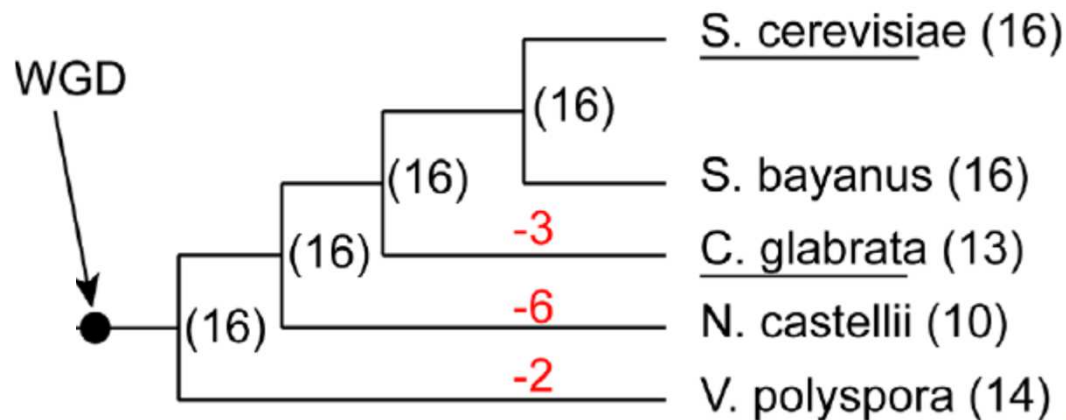 S. cerevisiae (16)
WGD
(16)
(16)
S. bayanus (16)
-3
(16)
C. glabrata (13)
-6
(16)
N. castellii (10)
-2
V. polyspora (14)